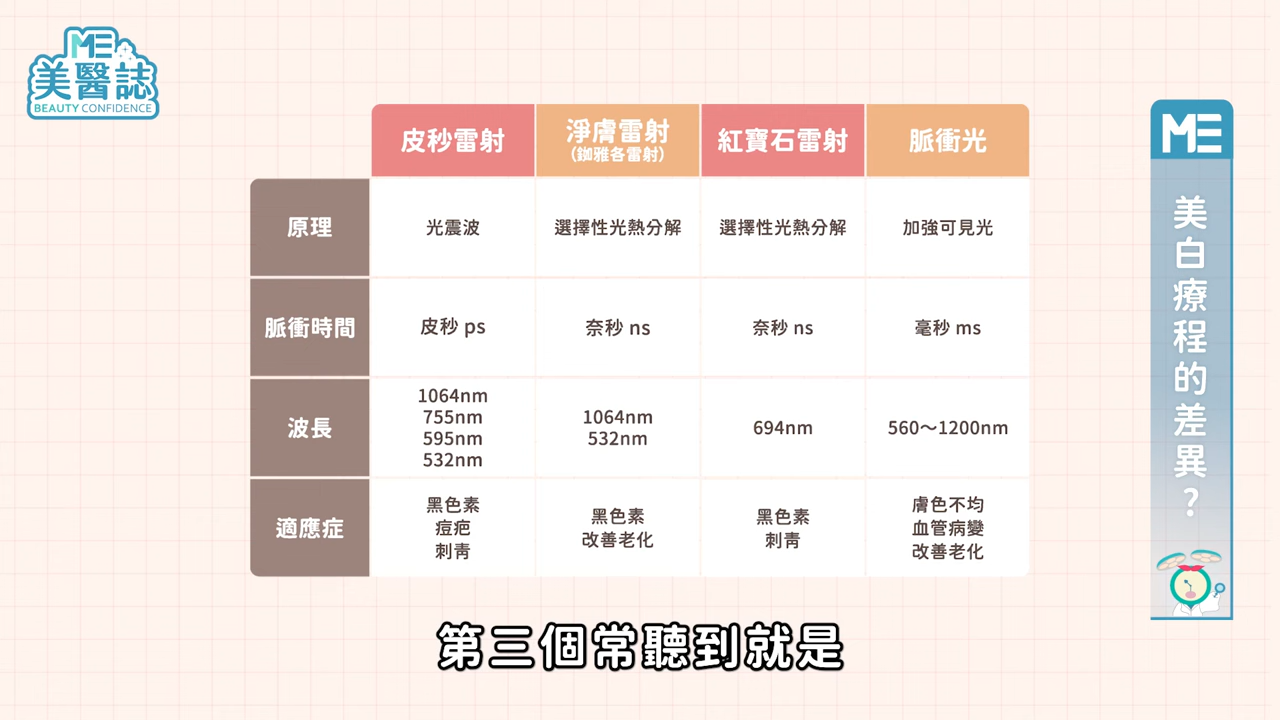 ME
美醫誌
BEAUTY CONFIDENCE
皮秒雷射
淨膚雷射
(銣雅各雷射)
紅寶石雷射
脈衝光
原理
光震波
選擇性光熱分解
選擇性光熱分解
加強可見光
脈衝時間
皮秒 ps
奈秒 ns
奈秒 ns
毫秒 ms
波長
1064nm
755nm
595nm
532nm
1064nm
532nm
694nm
560～1200nm
適應症
黑色素
痘疤
刺青
黑色素
改善老化
黑色素
刺青
膚色不均
血管病變
改善老化
ME
美白療程的差異？
第三個常聽到就是